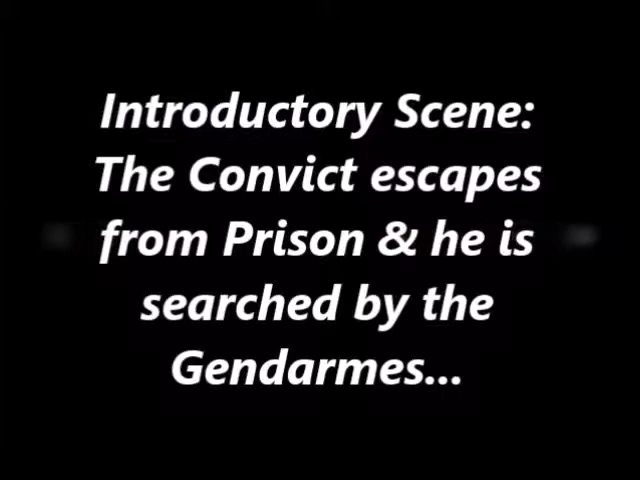 Introductory Scene:
The Convict escapes
from Prison & he is
searched by the
Gendarmes...